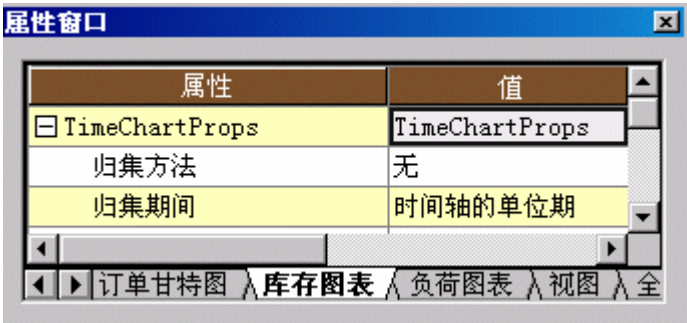 属性窗口
属性 值
TimeChartProps TimeChartProps
归集方法 无
归集期间 时间轴的单位期
订单甘特图 库存图表 负荷图表 视图 全